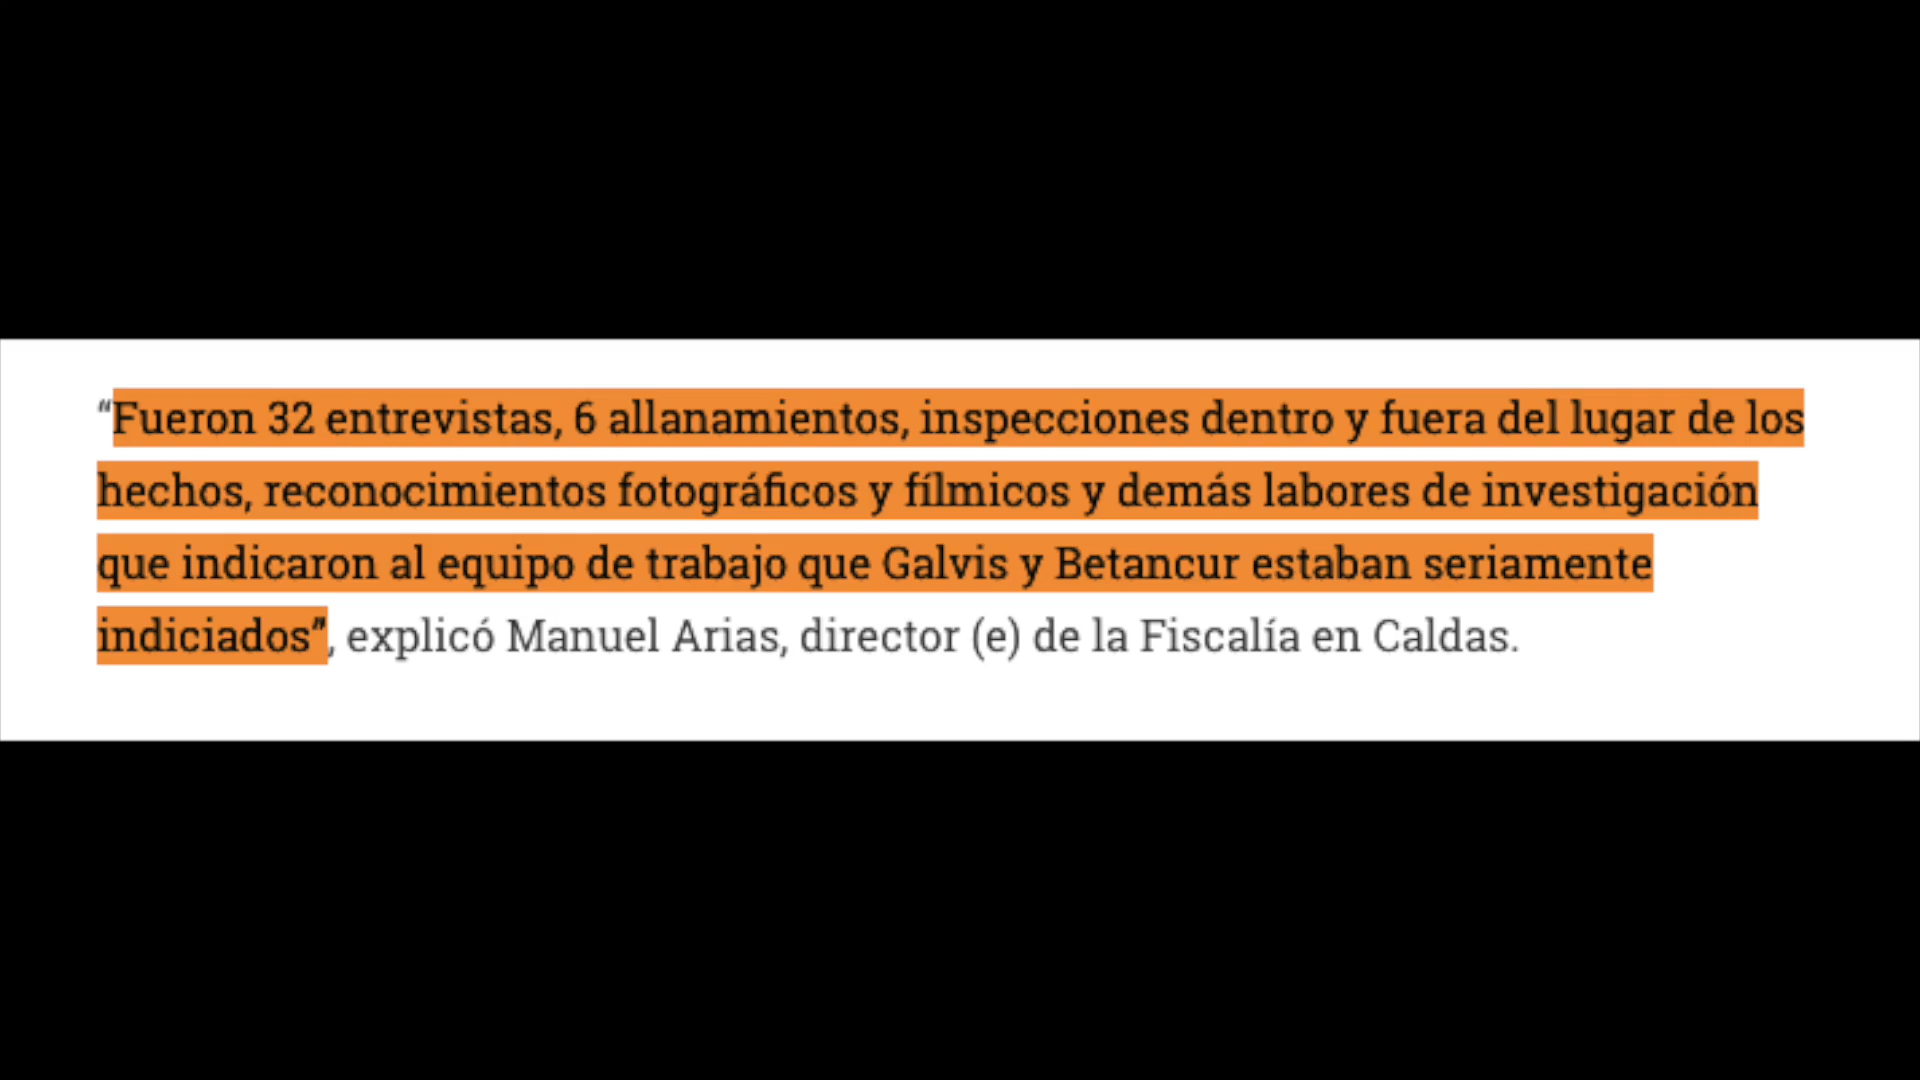 “Fueron 32 entrevistas, 6 allanamientos, inspecciones dentro y fuera del lugar de los
hechos, reconocimientos fotográficos y fílmicos y demás labores de investigación
que indicaron al equipo de trabajo que Galvis y Betancur estaban seriamente
indiciados”, explicó Manuel Arias, director (e) de la Fiscalía en Caldas.